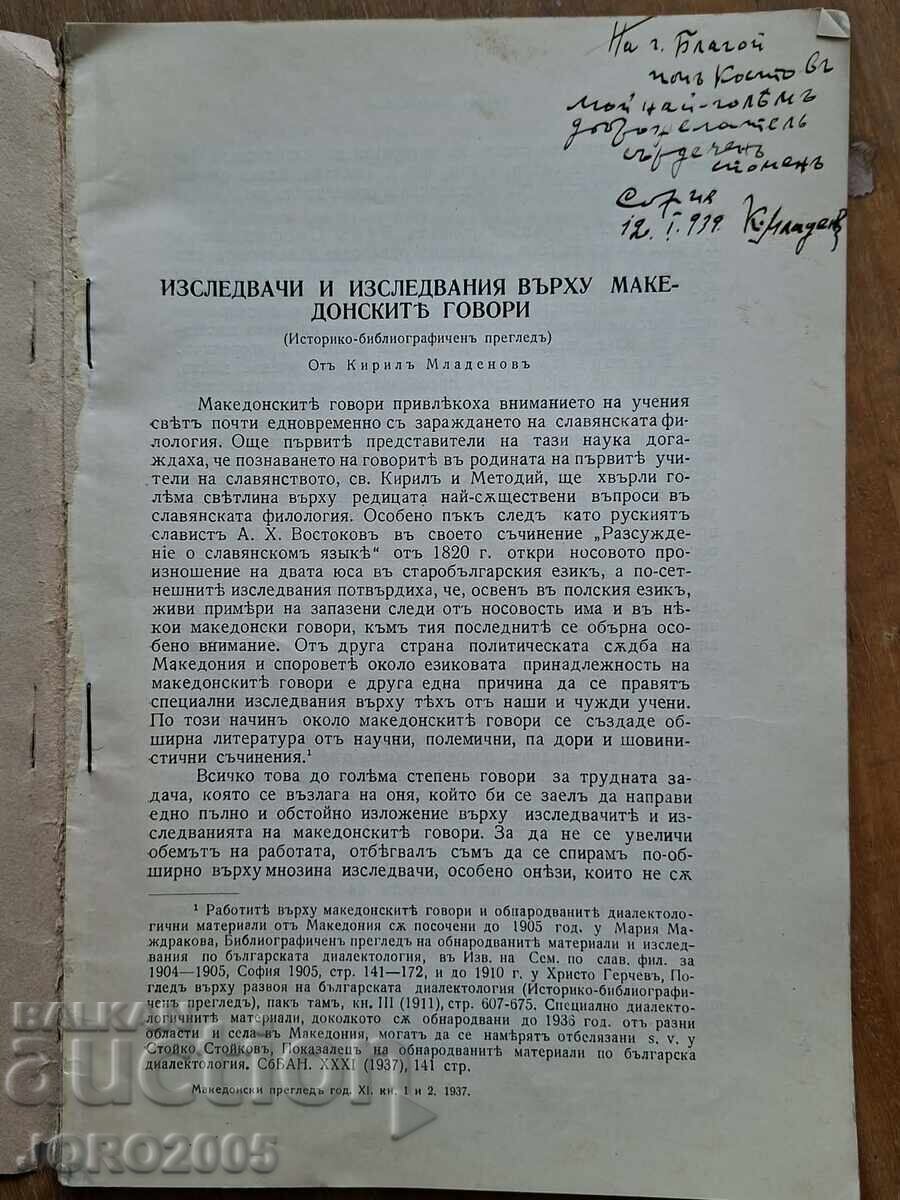 На г. Благой
попъ Костовъ
мой най-голѣмъ
доброжелатель
сърдеченъ
споменъ
София
12. I. 939 К. Младенов
ИЗСЛЕДВАЧИ И ИЗСЛЕДВАНИЯ ВЪРХУ МАКЕ-
ДОНСКИТѢ ГОВОРИ
(Историко-библиографиченъ прегледъ)
Отъ Кирилъ Младеновъ
Македонскитѣ говори привлѣкоха вниманието на учения
свѣтъ почти едновременно съ зараждането на славянската фи-
лология. Още първитѣ представители на тази наука дога-
ждаха, че познаването на говоритѣ въ родината на първитѣ учи-
тели на славянството, св. Кирилъ и Методий, ще хвърли го-
лѣма свѣтлина върху редицата най-сѫществени въпроси въ
славянската филология. Особено пъкъ следъ като рускиятъ
славистъ А. Х. Востоковъ въ своето съчинение „Разсужде-
ніе о славянскомъ языкѣ“ отъ 1820 г. откри носовото про-
изношение на двата юса въ старобългарския езикъ, а по-сет-
нешнитѣ изследвания потвърдиха, че, освенъ въ полския езикъ,
живи примѣри на запазени следи отъ носовость има и въ нѣ-
кои македонски говори, къмъ тия последнитѣ се обърна осо-
бено внимание. Отъ друга страна политическата сѫдба на
Македония и споровтѣ около езиковата принадлежность на
македонскитѣ говори е друга една причина да се правятъ
специални изследвания върху тѣхъ отъ наши и чужди учени.
По този начинъ около македонскитѣ говори се създаде об-
ширна литература отъ научни, полемични, па дори и шовини-
стични съчинения.¹
Всичко това до голѣма степень говори за трудната за-
дача, която се възлага на оня, който би се заелъ да направи
едно пълно и обстойно изложение върху изследвачитѣ и из-
следванията на македонскитѣ говори. За да не се увеличи
обемътъ на работата, отбѣгвалъ съмъ да се спирамъ по-об-
ширно върху мнозина изследвачи, особено онѣзи, които не сѫ
¹ Работитѣ върху македонскитѣ говори и обнародванитѣ диалектоло-
гични материали отъ Македония сѫ посочени до 1905 год. у Мария Ма-
ждракова, Библиографиченъ прегледъ на обнародванитѣ материали и изслед-
вания по българската диалектология, въ Изв. на Сем. по слав. фил. за
1904—1905, София 1905, стр. 141—172, и до 1910 г. у Христо Герчевъ, По-
гледъ върху развоя на българската диалектология (Историко-библиографи-
ченъ прегледъ), пакъ тамъ, кн. III (1911), стр. 607-675. Специално диалекто-
логичнитѣ материали, доколкото сѫ обнародвани до 1936 год. отъ разни
области и села въ Македония, могатъ да се намѣрятъ отбелязани s. v. у
Стойко Стойковъ, Показалецъ на обнародванитѣ материали по българска
диалектология. СбБАН. XXXI (1937), 141 стр.
Македонски прегледъ год. XI. кн. 1 и 2. 1937.
BALKAN
auction
JORO2005